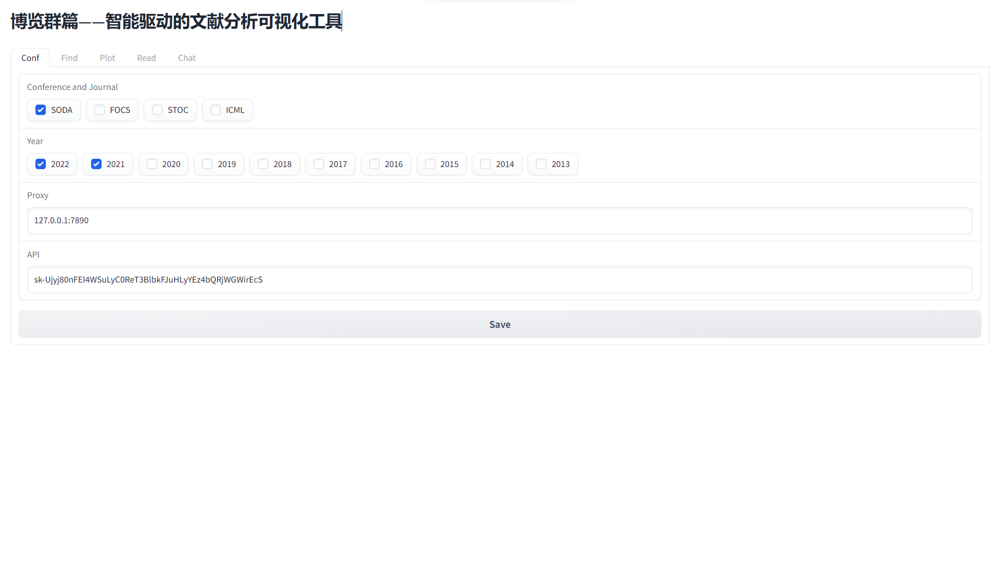 博览群篇——智能驱动的文献分析可视化工具
Conf Find Plot Read Chat
Conference and Journal
SODA FOCS STOC ICML
Year
2022 2021 2020 2019 2018 2017 2016 2015 2014 2013
Proxy
127.0.0.1:7890
API
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
Save